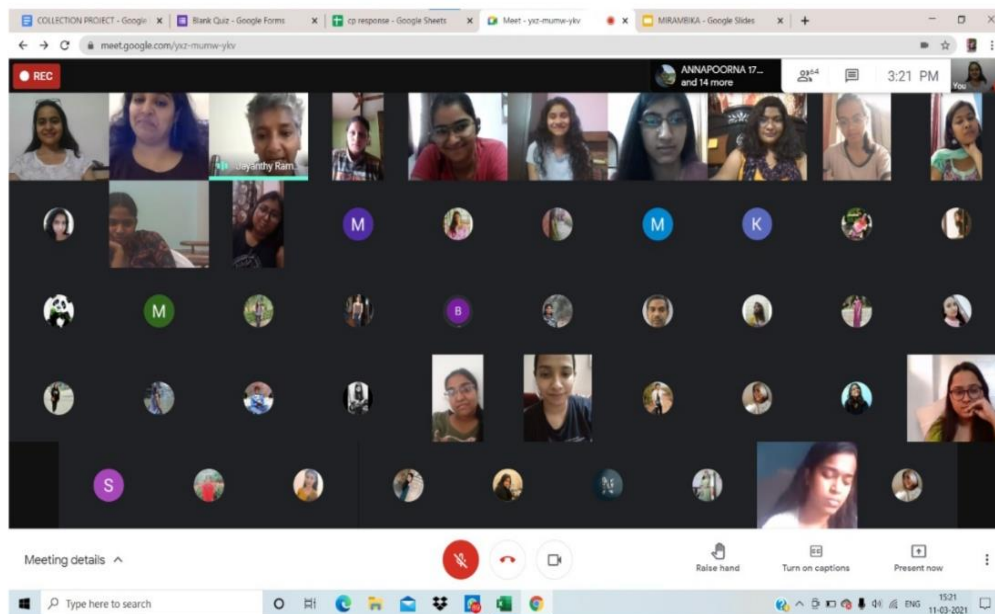 COLLECTION PROJECT - Google
Blank Quiz - Google Forms
cp response - Google Sheets
Meet - yxz-mumw-ykv
MIRAMBIKA - Google Slides
meet.google.com/yxz-mumw-ykv
REC
ANNAPOORNA 17...
and 14 more
64
3:21 PM
You
Jayanthy Ram...
M
M
K
M
B
S
Meeting details
Raise hand
Turn on captions
Present now
Type here to search
ENG
15:21
11-03-2021